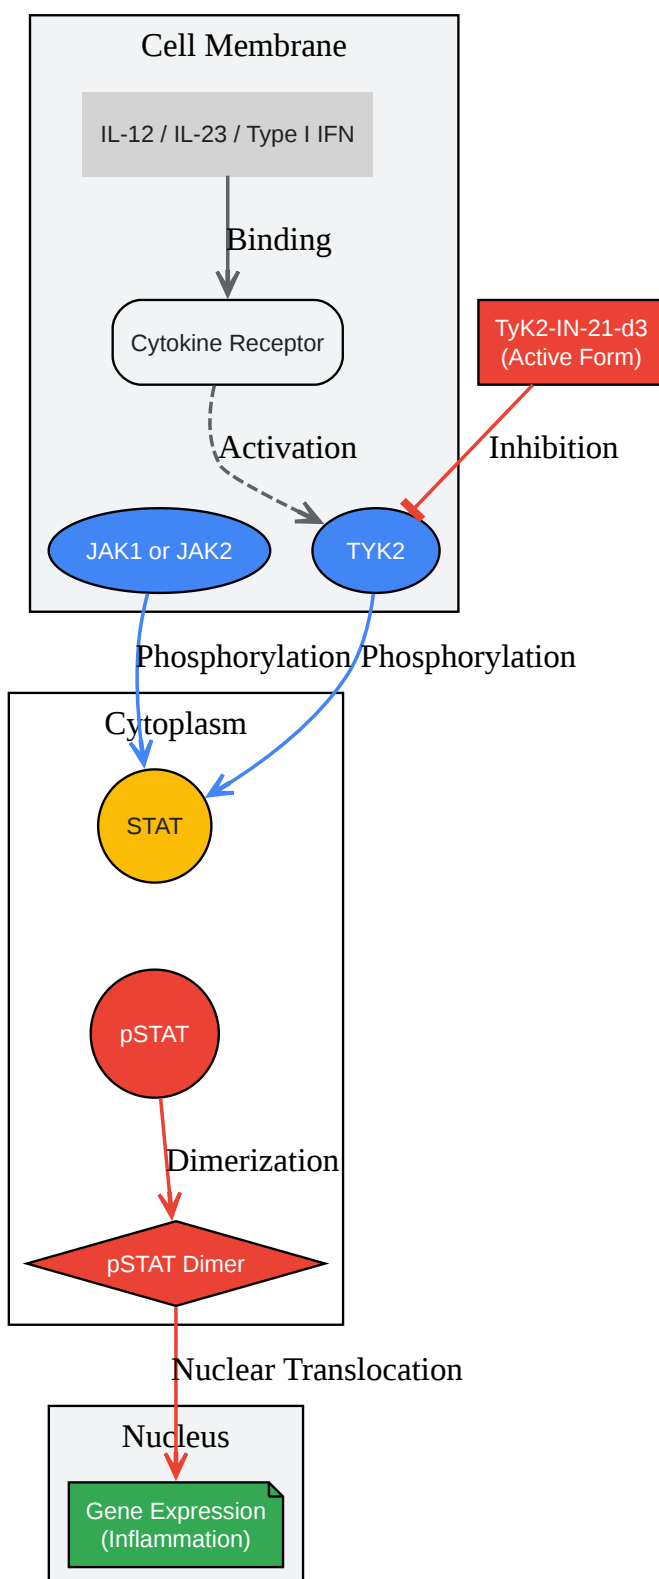 Cell Membrane
IL-12 / IL-23 / Type I IFN
Binding
Cytokine Receptor
TyK2-IN-21-d3
(Active Form)
Activation
Inhibition
JAK1 or JAK2
TYK2
Phosphorylation
Phosphorylation
Cytoplasm
STAT
pSTAT
Dimerization
pSTAT Dimer
Nuclear Translocation
Nucleus
Gene Expression
(Inflammation)